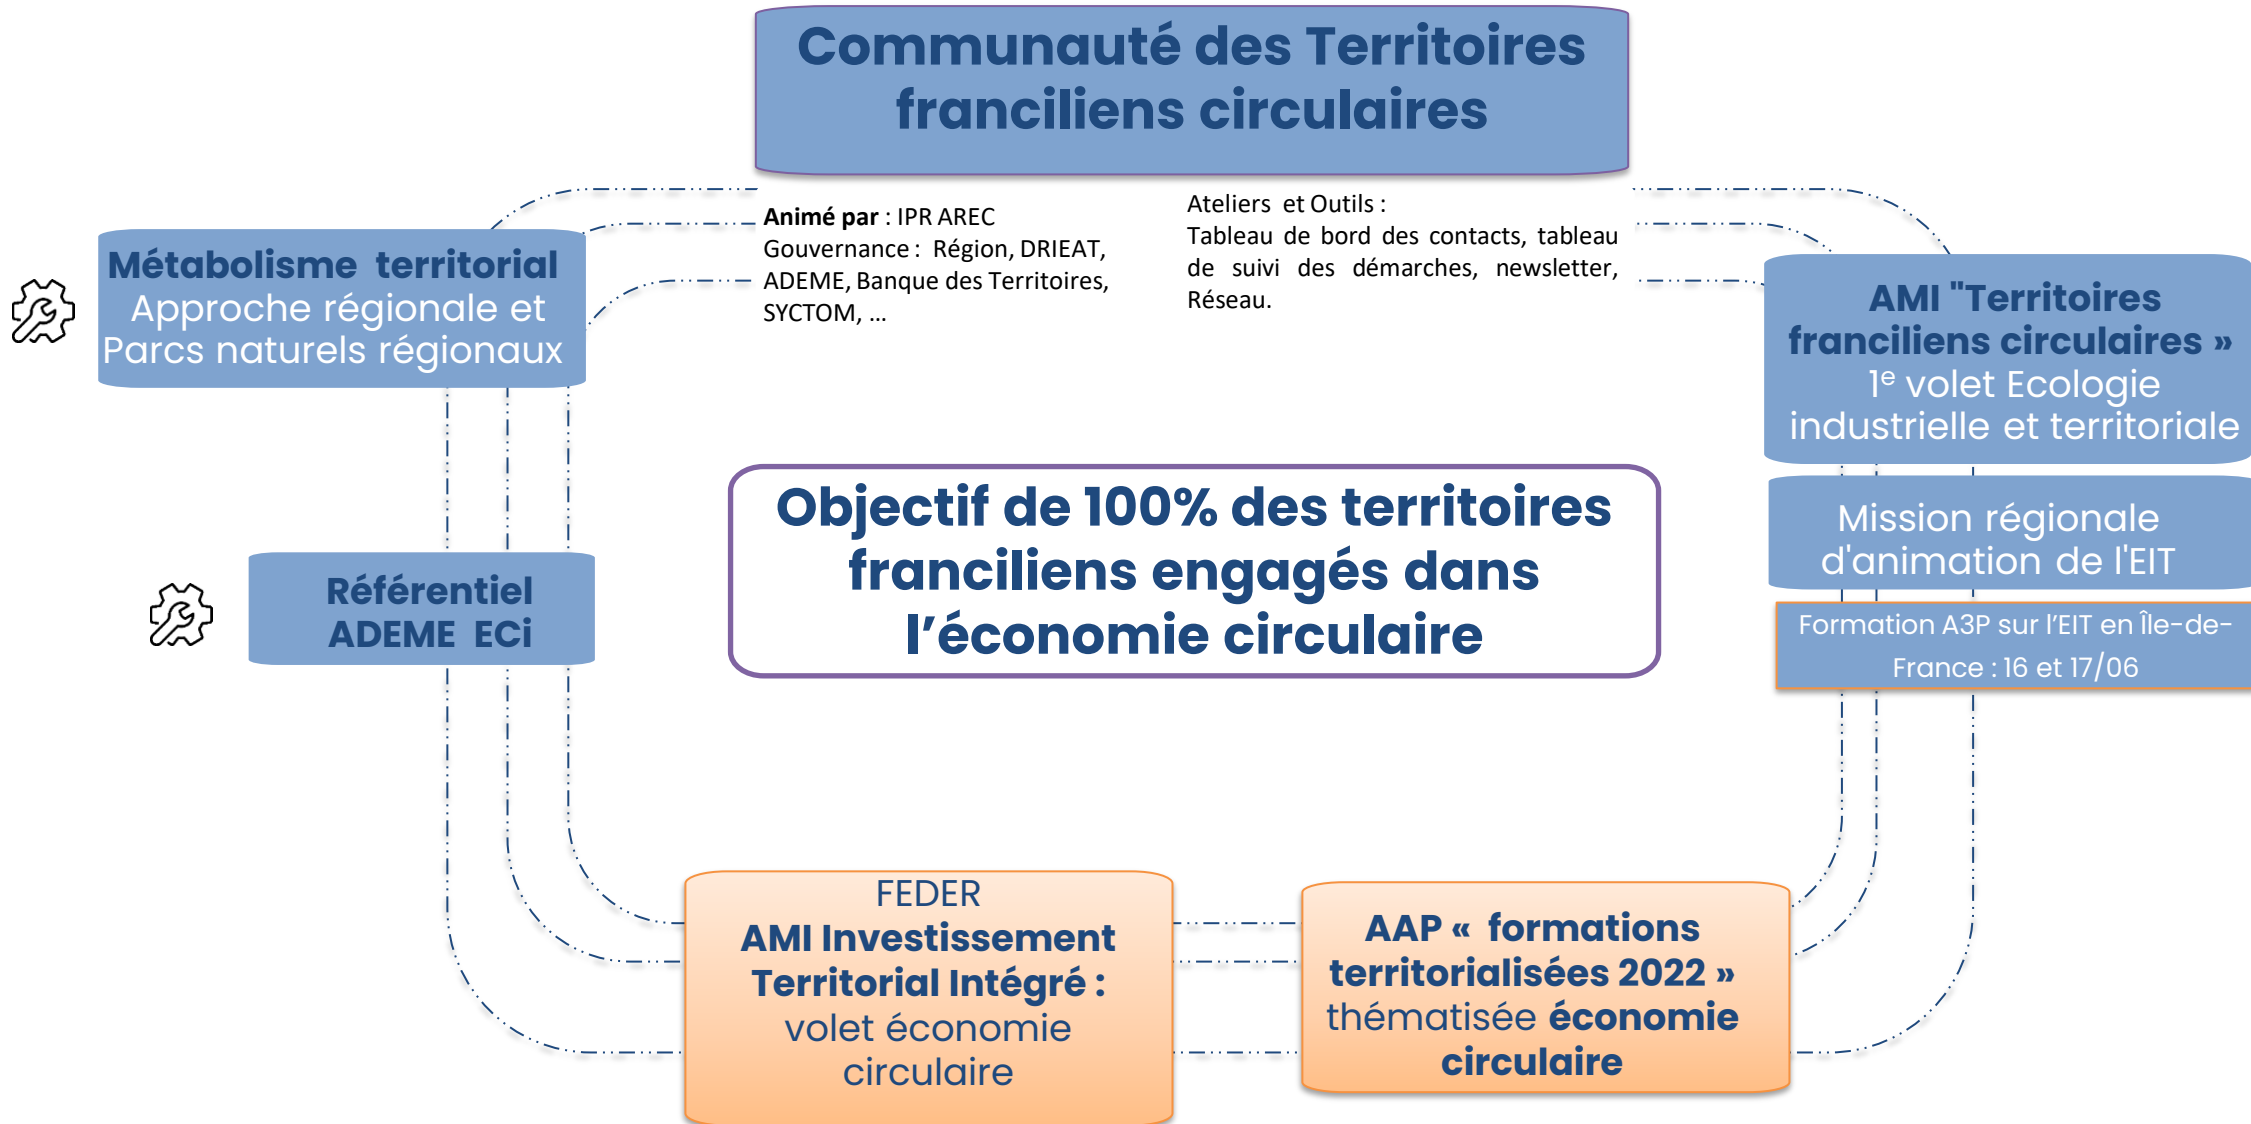 Communauté des Territoires
franciliens circulaires
Animé par : IPR AREC
Gouvernance : Région, DRIEAT,
ADEME, Banque des Territoires,
SYCTOM, ...
Ateliers et Outils :
Tableau de bord des contacts, tableau
de suivi des démarches, newsletter,
Réseau.
Métabolisme territorial
Approche régionale et
Parcs naturels régionaux
AMI "Territoires
franciliens circulaires »
1e volet Ecologie
industrielle et territoriale
Mission régionale
d'animation de l'EIT
Formation A3P sur l’EIT en Île-de-
France : 16 et 17/06
Objectif de 100% des territoires
franciliens engagés dans
l’économie circulaire
Référentiel
ADEME ECi
FEDER
AMI Investissement
Territorial Intégré :
volet économie
circulaire
AAP « formations
territorialisées 2022 »
thématisée économie
circulaire